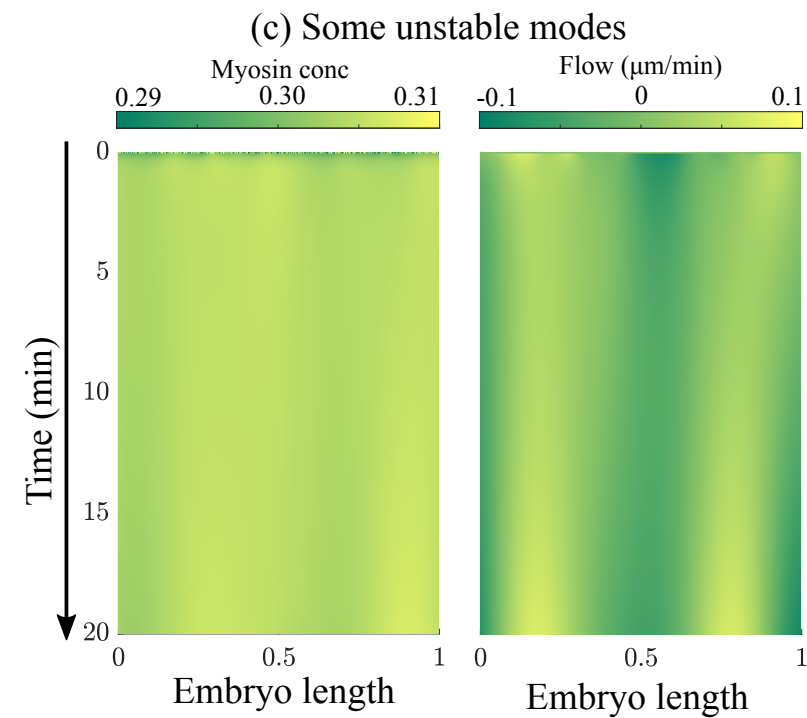 (c) Some unstable modes
Myosin conc
0.29 0.30 0.31
Flow (μm/min)
-0.1 0 0.1
Time (min)
0
5
10
15
20
0 0.5 1
Embryo length
0 0.5 1
Embryo length